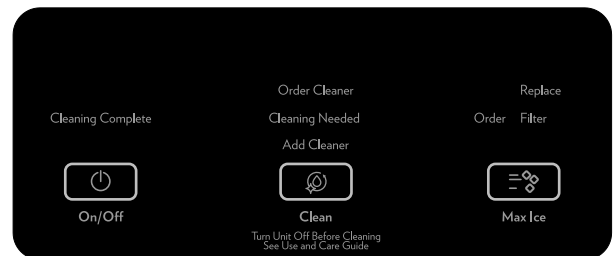 Order Cleaner
Replace
Cleaning Complete
Cleaning Needed
Order Filter
Add Cleaner
On/Off
Clean
Max Ice
Turn Unit Off Before Cleaning
See Use and Care Guide